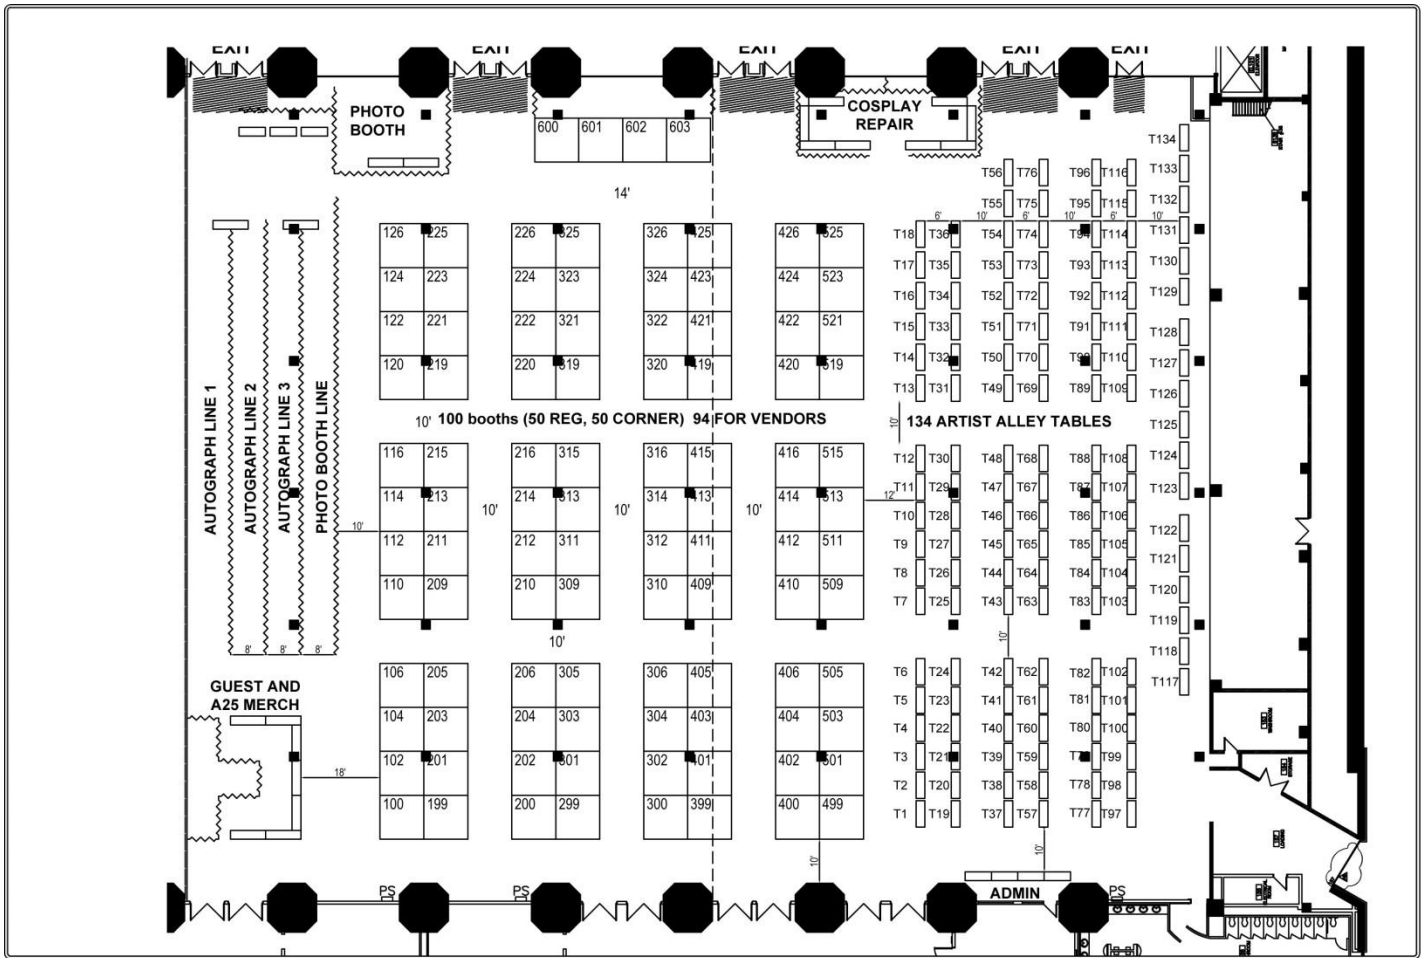 EXIT EXIT EXIT EXIT EXIT
PHOTO
BOOTH
COSPLAY
REPAIR
600 601 602 603
14'
T134
T56 T76 T96 T116 T133
T55 T75 T95 T115 T132
6' 10' 6' 10' 6' 10'
126 225 226 325 326 425 426 525 T18 T36 T54 T74 T94 T114 T131
124 223 224 323 324 423 424 523 T17 T35 T53 T73 T93 T113 T130
T16 T34 T52 T72 T92 T112 T129
122 221 222 321 322 421 422 521 T15 T33 T51 T71 T91 T111 T128
120 219 220 319 320 419 420 519 T14 T32 T50 T70 T90 T110 T127
T13 T31 T49 T69 T89 T109 T126
AUTOGRAPH LINE 1
AUTOGRAPH LINE 2
AUTOGRAPH LINE 3
PHOTO BOOTH LINE
10' 100 booths (50 REG, 50 CORNER) 94 FOR VENDORS 10' 134 ARTIST ALLEY TABLES T125
116 215 216 315 316 415 416 515 T12 T30 T48 T68 T88 T108 T124
114 213 214 313 314 413 414 513 T11 T29 T47 T67 T87 T107 T123
10' 10' 10' 10' 12' T10 T28 T46 T66 T86 T106 T122
112 211 212 311 312 411 412 511 T9 T27 T45 T65 T85 T105 T121
110 209 210 309 310 409 410 509 T8 T26 T44 T64 T84 T104 T120
T7 T25 T43 T63 T83 T103 T119
10' 10'
8' 8' 8' T118
106 205 206 305 306 405 406 505 T6 T24 T42 T62 T82 T102 T117
GUEST AND
A25 MERCH
T5 T23 T41 T61 T81 T101
104 203 204 303 304 403 404 503 T4 T22 T40 T60 T80 T100
102 201 202 301 302 401 402 501 T3 T21 T39 T59 T79 T99
18' T2 T20 T38 T58 T78 T98
100 199 200 299 300 399 400 499 T1 T19 T37 T57 T77 T97
10' 10'
PS PS ADMIN PS